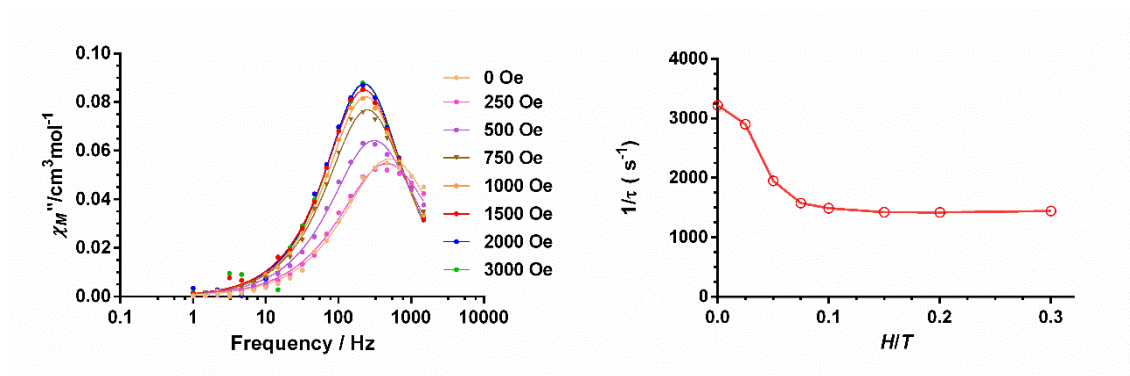 0.10
0.08
0.06
0.04
0.02
0.00
χM''/cm³mol⁻¹
0.1 1 10 100 1000 10000
Frequency / Hz
0 Oe
250 Oe
500 Oe
750 Oe
1000 Oe
1500 Oe
2000 Oe
3000 Oe
4000
3000
2000
1000
0
1/τ ( s⁻¹)
0.0 0.1 0.2 0.3
H/T